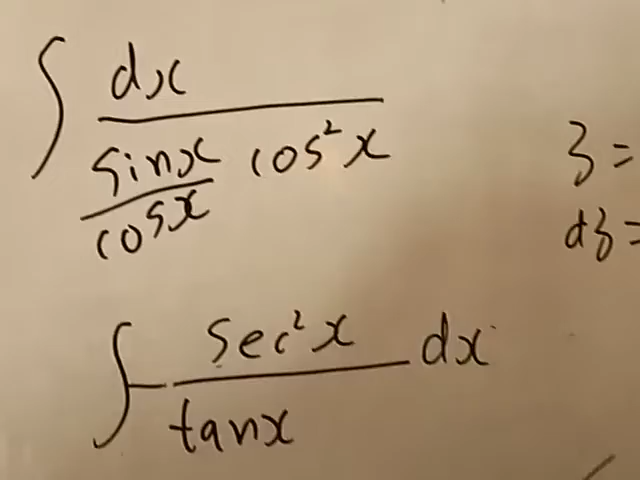 ∫ dx / ((sinx / cosx) cos²x)
z =
dz =
∫ sec²x / tanx dx